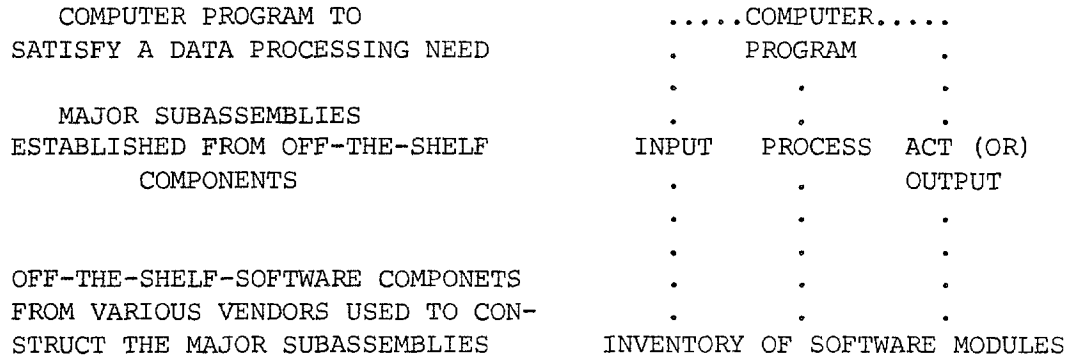 COMPUTER PROGRAM TO
SATISFY A DATA PROCESSING NEED
.....COMPUTER.....
PROGRAM
MAJOR SUBASSEMBLIES
ESTABLISHED FROM OFF-THE-SHELF
COMPONENTS
INPUT PROCESS ACT (OR)
OUTPUT
OFF-THE-SHELF-SOFTWARE COMPONETS
FROM VARIOUS VENDORS USED TO CON-
STRUCT THE MAJOR SUBASSEMBLIES
INVENTORY OF SOFTWARE MODULES